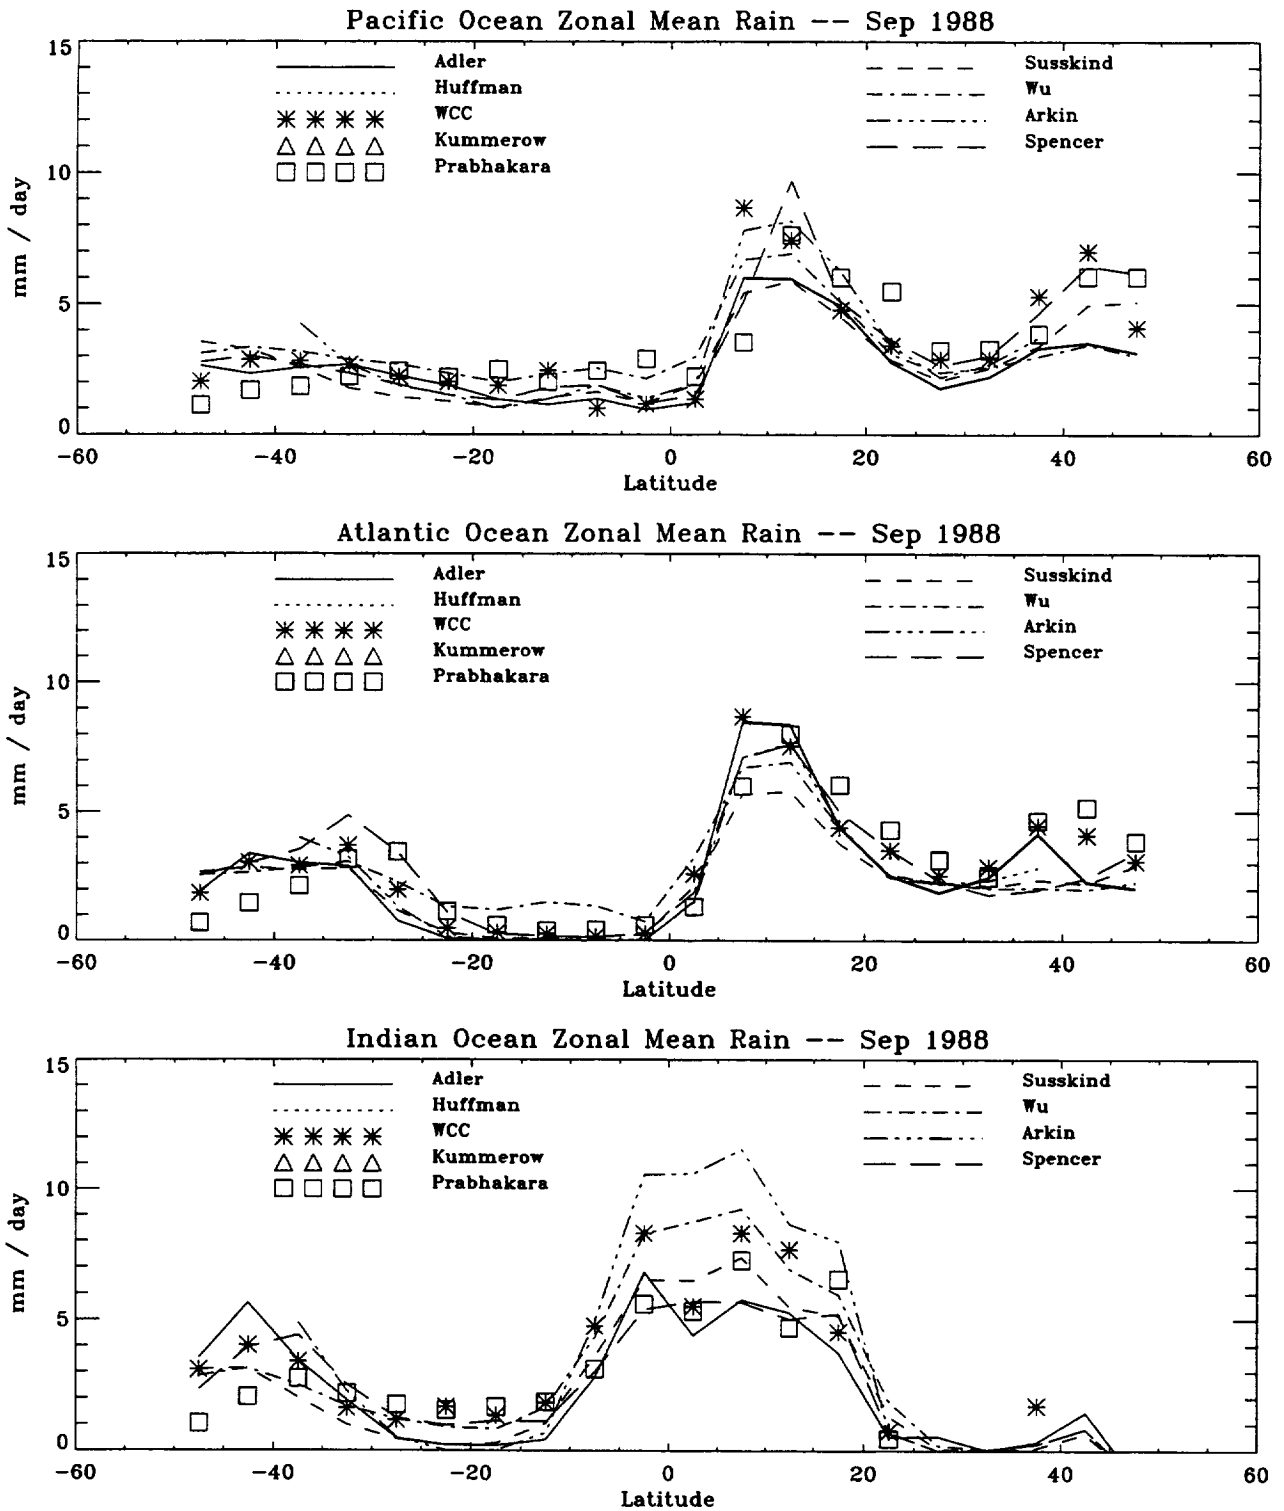 Pacific Ocean Zonal Mean Rain -- Sep 1988
15
10
5
0
mm / day
Adler
Huffman
WCC
Kummerow
Prabhakara
Susskind
Wu
Arkin
Spencer
-60 -40 -20 0 20 40 60
Latitude
Atlantic Ocean Zonal Mean Rain -- Sep 1988
15
10
5
0
mm / day
Adler
Huffman
WCC
Kummerow
Prabhakara
Susskind
Wu
Arkin
Spencer
-60 -40 -20 0 20 40 60
Latitude
Indian Ocean Zonal Mean Rain -- Sep 1988
15
10
5
0
mm / day
Adler
Huffman
WCC
Kummerow
Prabhakara
Susskind
Wu
Arkin
Spencer
-60 -40 -20 0 20 40 60
Latitude